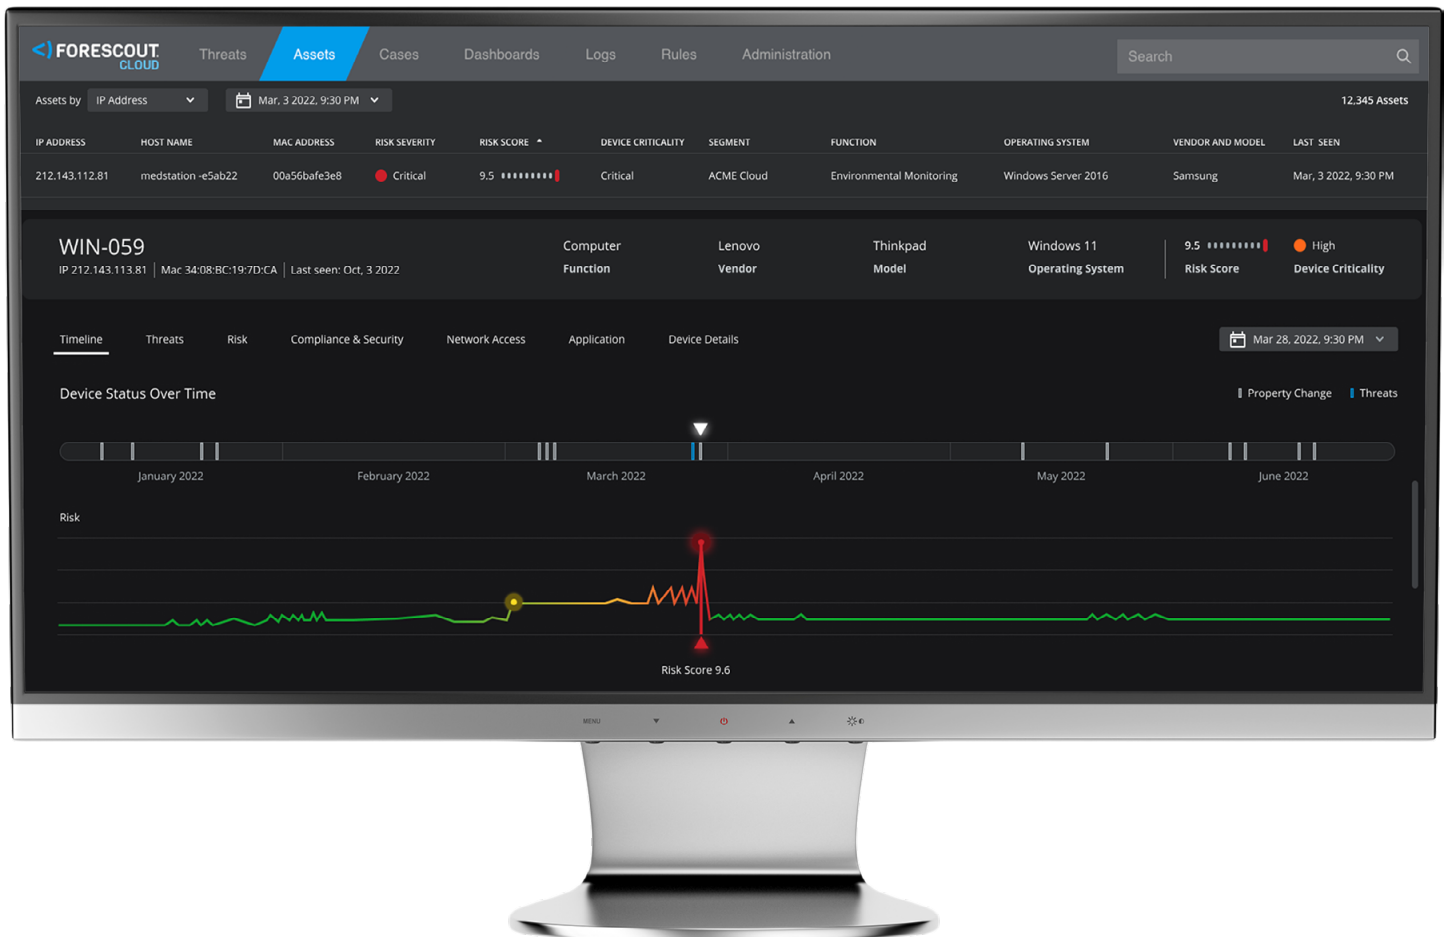 FORESCOUT.
CLOUD
Threats Assets Cases Dashboards Logs Rules Administration Search
Assets by IP Address Mar, 3 2022, 9:30 PM 12,345 Assets
IP ADDRESS HOST NAME MAC ADDRESS RISK SEVERITY RISK SCORE DEVICE CRITICALITY SEGMENT FUNCTION OPERATING SYSTEM VENDOR AND MODEL LAST SEEN
212.143.112.81 medstation -e5ab22 00a56bafe3e8 Critical 9.5 Critical ACME Cloud Environmental Monitoring Windows Server 2016 Samsung Mar, 3 2022, 9:30 PM
WIN-059 Computer Lenovo Thinkpad Windows 11 9.5 High
IP 212.143.113.81 | Mac 34:08:BC:19:7D:CA | Last seen: Oct, 3 2022 Function Vendor Model Operating System Risk Score Device Criticality
Timeline Threats Risk Compliance & Security Network Access Application Device Details Mar 28, 2022, 9:30 PM
Device Status Over Time Property Change Threats
January 2022 February 2022 March 2022 April 2022 May 2022 June 2022
Risk
Risk Score 9.6
MENU